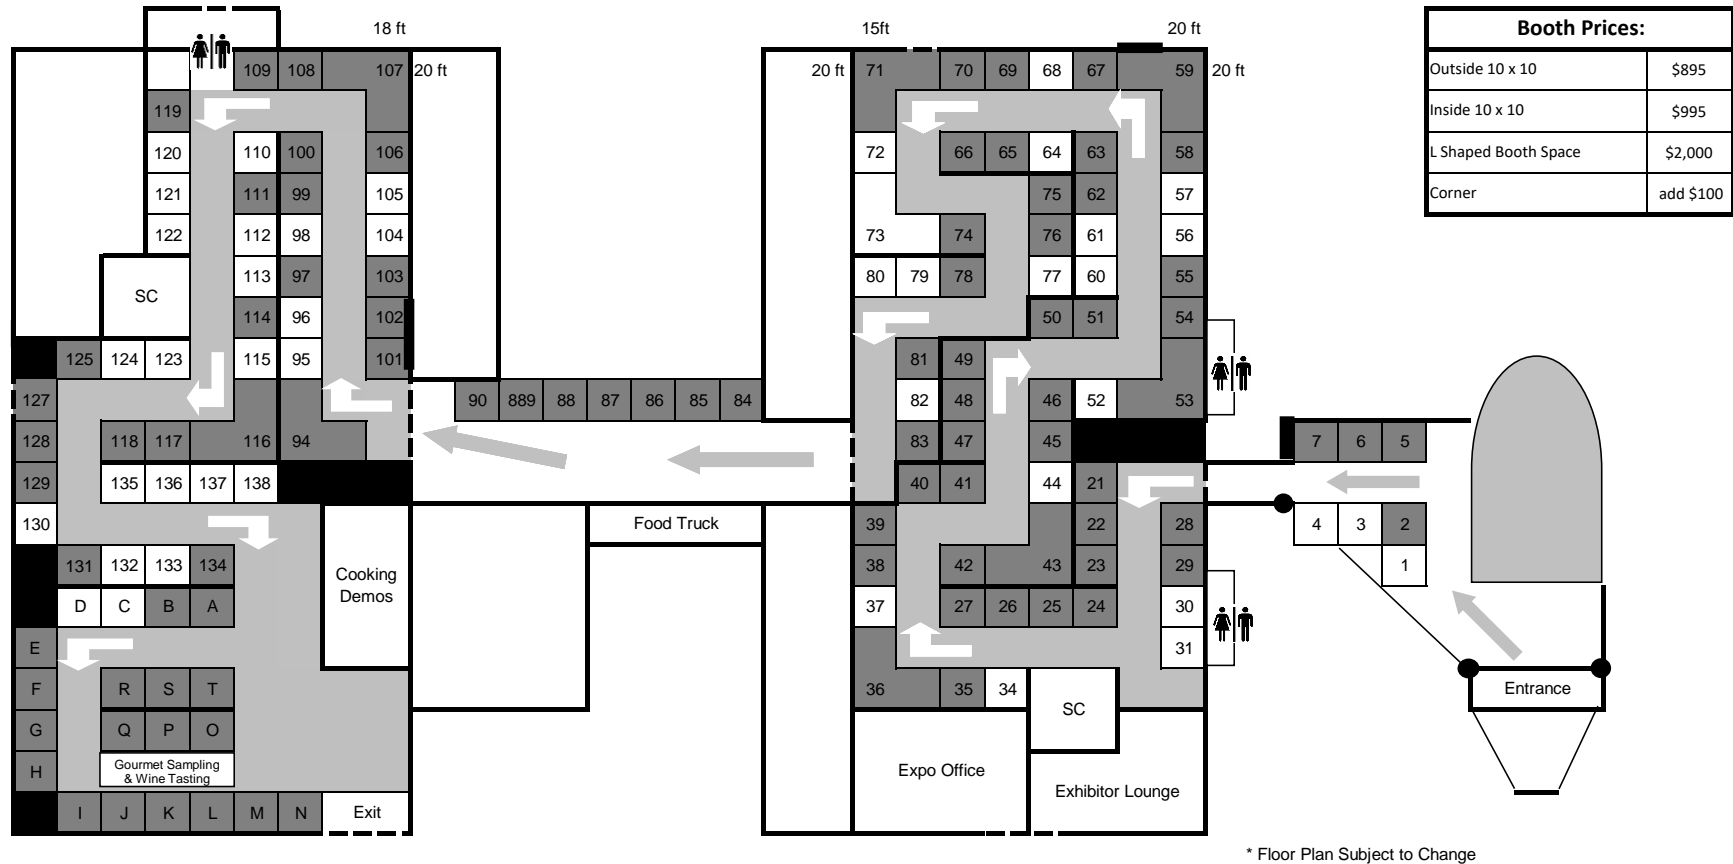 18 ft
15ft
20 ft
Booth Prices:
109 108 107 20 ft
20 ft 71 70 69 68 67 59 20 ft
Outside 10 x 10 $895
119
Inside 10 x 10 $995
120 110 100 106
72 66 65 64 63 58
L Shaped Booth Space $2,000
121 111 99 105
75 62 57
Corner add $100
122 112 98 104
73 74 76 61 56
113 97 103
80 79 78 77 60 55
SC
114 96 102
50 51 54
125 124 123 115 95 101
81 49
127
90 889 88 87 86 85 84
82 48 46 52 53
128 118 117 116 94
83 47 45
7 6 5
129 135 136 137 138
40 41 44 21
130
Food Truck
39 22 28
4 3 2
131 132 133 134
Cooking
Demos
38 42 43 23 29
1
D C B A
37 27 26 25 24 30
E
31
F R S T
36 35 34
SC
Entrance
G Q P O
H
Gourmet Sampling
& Wine Tasting
Expo Office
Exhibitor Lounge
I J K L M N Exit
* Floor Plan Subject to Change